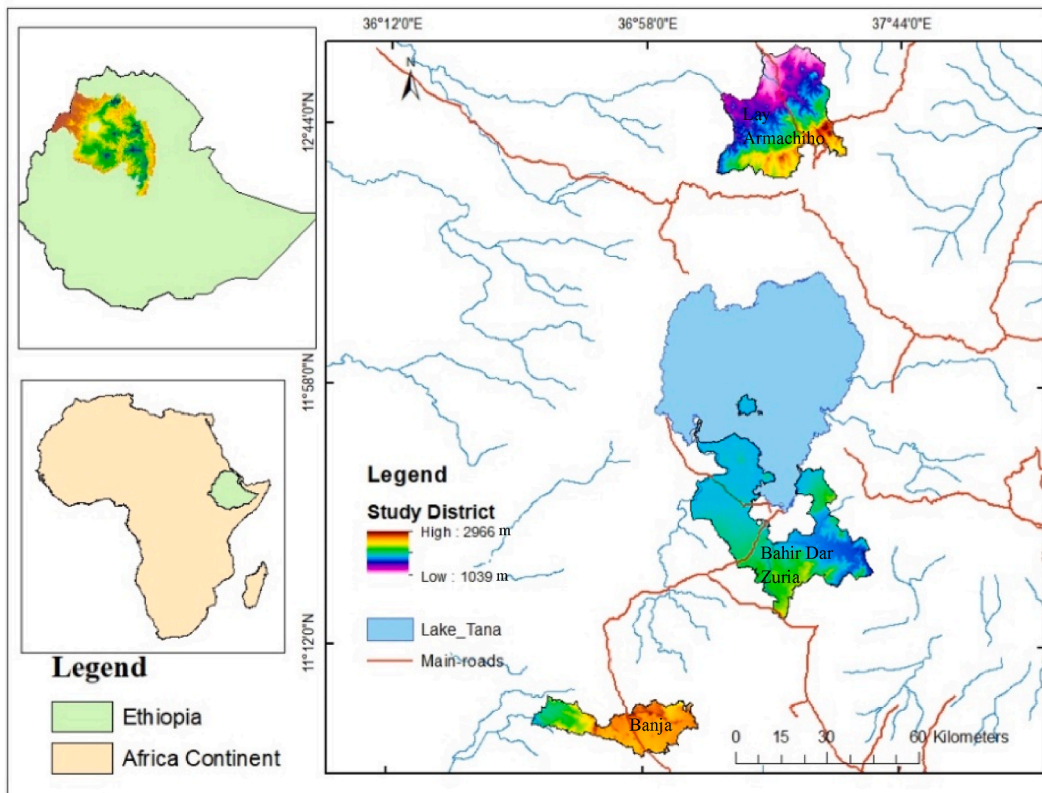 36°12'0"E
36°58'0"E
37°44'0"E
N
12°44'0"N
11°58'0"N
11°12'0"N
Lay
Armachiho
Legend
Study District
High : 2966 m
Low : 1039 m
Lake_Tana
Main-roads
Bahir Dar
Zuria
Banja
0 15 30 60 Kilometers
Legend
Ethiopia
Africa Continent